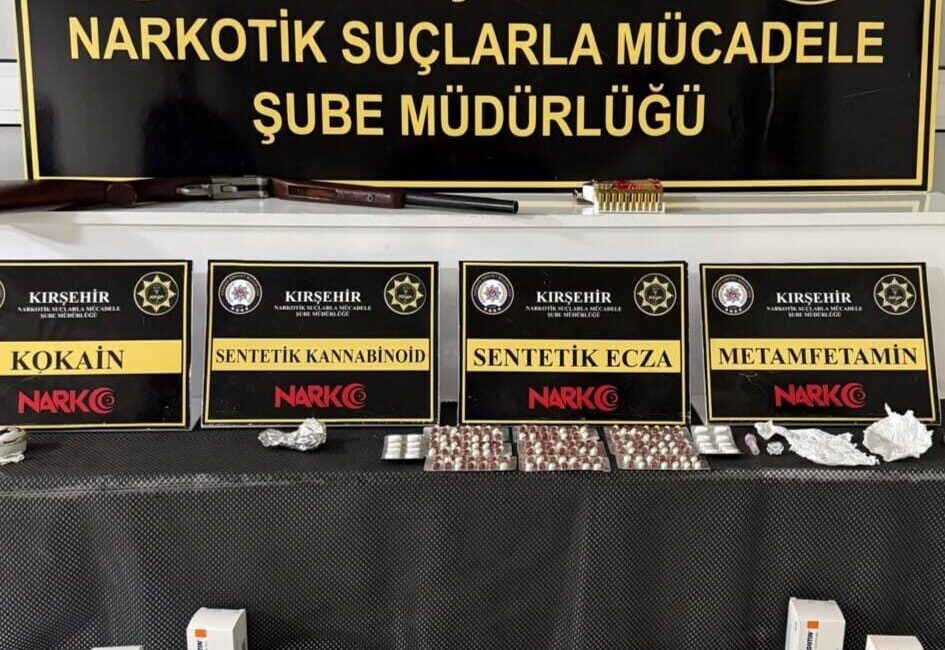 NARKOTİK SUÇLARLA MÜCADELE
ŞUBE MÜDÜRLÜĞÜ
KIRŞEHİR
NARKOTİK SUÇLARLA MÜCADELE
ŞUBE MÜDÜRLÜĞÜ
KOKAİN
NARKO
KIRŞEHİR
NARKOTİK SUÇLARLA MÜCADELE
ŞUBE MÜDÜRLÜĞÜ
SENTETİK KANNABİNOİD
NARKO
KIRŞEHİR
NARKOTİK SUÇLARLA MÜCADELE
ŞUBE MÜDÜRLÜĞÜ
SENTETİK ECZA
NARKO
KIRŞEHİR
NARKOTİK SUÇLARLA MÜCADELE
ŞUBE MÜDÜRLÜĞÜ
METAMFETAMİN
NARKO